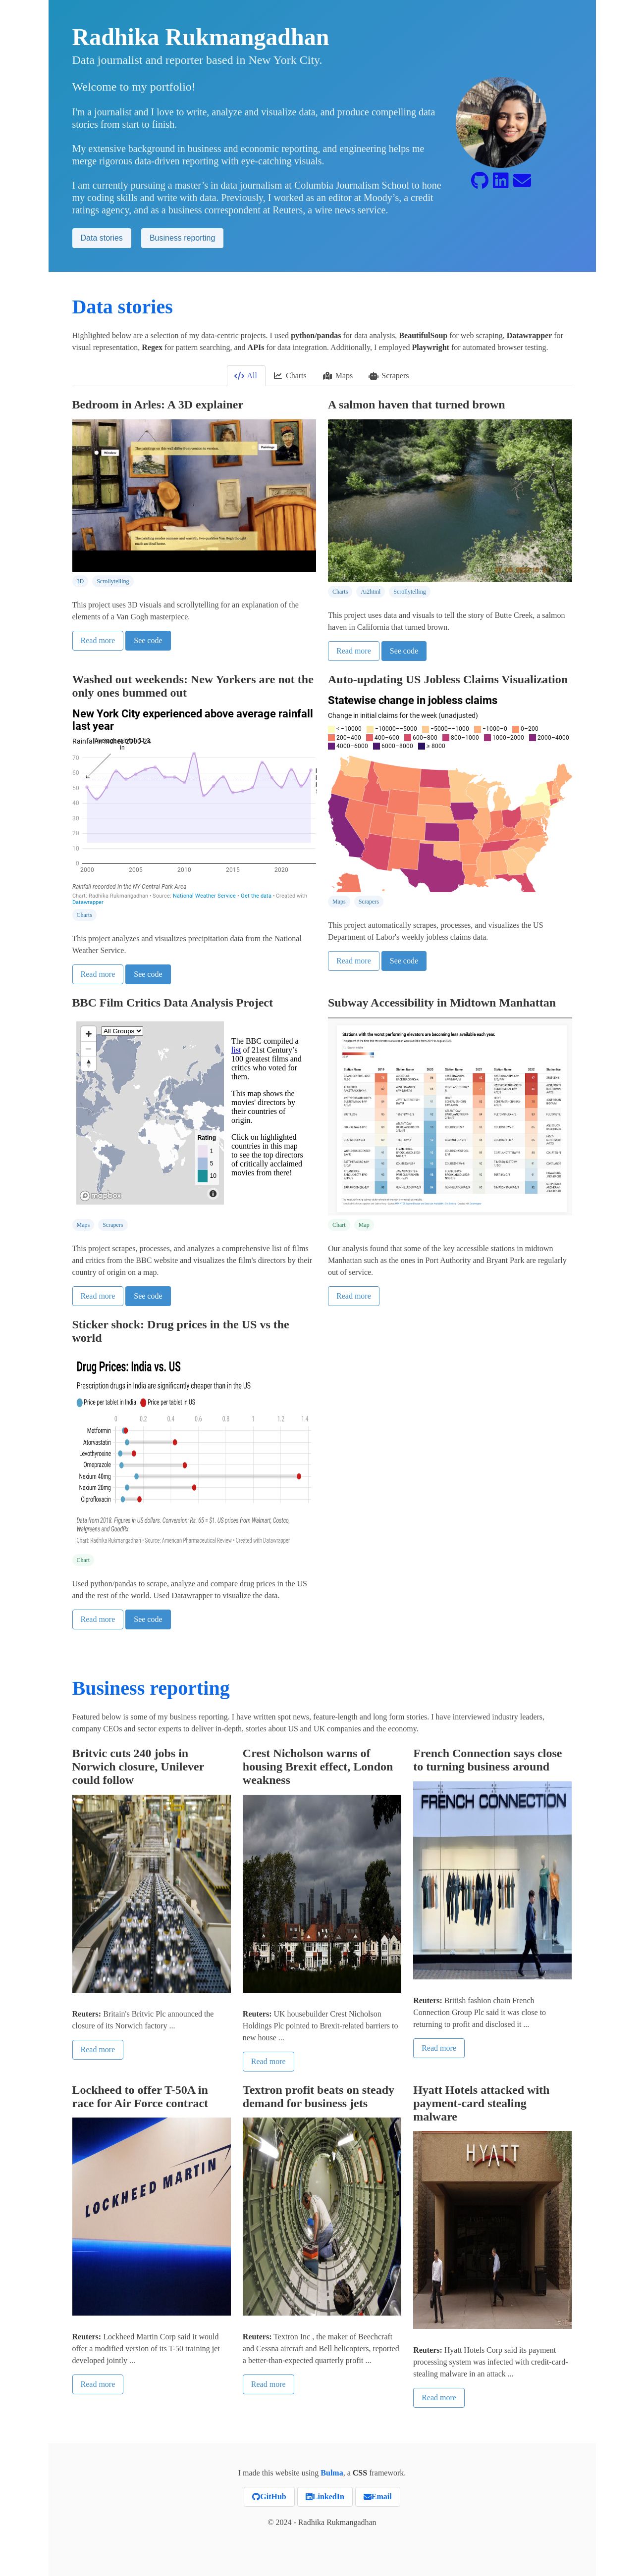 Radhika Rukmangadhan
Data journalist and reporter based in New York City.
Welcome to my portfolio!
I'm a journalist and I love to write, analyze and visualize data, and produce compelling data
stories from start to finish.
My extensive background in business and economic reporting, and engineering helps me
merge rigorous data-driven reporting with eye-catching visuals.
I am currently pursuing a master's in data journalism at Columbia Journalism School to hone
my coding skills and write with data. Previously, I worked as an editor at Moody's, a credit
ratings agency, and as a business correspondent at Reuters, a wire news service.
Data stories
Business reporting
Data stories
Highlighted below are a selection of my data-centric projects. I used python/pandas for data analysis, BeautifulSoup for web scraping, Datawrapper for
visual representation, Regex for pattern searching, and APIs for data integration. Additionally, I employed Playwright for automated browser testing.
All
Charts
Maps
Scrapers
Bedroom in Arles: A 3D explainer
3D
Scrollytelling
This project uses 3D visuals and scrollytelling for an explanation of the
elements of a Van Gogh masterpiece.
Read more
See code
A salmon haven that turned brown
Charts
Ai2html
Scrollytelling
This project uses data and visuals to tell the story of Butte Creek, a salmon
haven in California that turned brown.
Read more
See code
Washed out weekends: New Yorkers are not the
only ones bummed out
New York City experienced above average rainfall
last year
70
60
50
40
30
20
10
0
2000
2005
2010
2015
2020
Rainfall recorded in the NY-Central Park Area
Chart: Radhika Rukmangadhan • Source: National Weather Service • Get the data • Created with
Datawrapper
Charts
This project analyzes and visualizes precipitation data from the National
Weather Service.
Read more
See code
Auto-updating US Jobless Claims Visualization
Statewise change in jobless claims
Change in initial claims for the week (unadjusted)
< −10000
−10000–−5000
−5000–−1000
−1000–0
0–200
200–400
400–600
600–800
800–1000
1000–2000
2000–4000
4000–6000
6000–8000
≥ 8000
Maps
Scrapers
This project automatically scrapes, processes, and visualizes the US
Department of Labor's weekly jobless claims data.
Read more
See code
BBC Film Critics Data Analysis Project
All Groups
Rating
1
5
10
mapbox
The BBC compiled a
list of 21st Century's
100 greatest films and
critics who voted for
them.
This map shows the
movies' directors by
their countries of
origin.
Click on highlighted
countries in this map
to see the top directors
of critically acclaimed
movies from there!
Maps
Scrapers
This project scrapes, processes, and analyzes a comprehensive list of films
and critics from the BBC website and visualizes the film's directors by their
country of origin on a map.
Read more
See code
Subway Accessibility in Midtown Manhattan
Stations with the worst performing elevators are becoming less available each year.
Chart
Map
Our analysis found that some of the key accessible stations in midtown
Manhattan such as the ones in Port Authority and Bryant Park are regularly
out of service.
Read more
Sticker shock: Drug prices in the US vs the
world
Drug Prices: India vs. US
Prescription drugs in India are significantly cheaper than in the US
Price per tablet in India
Price per tablet in US
0
0.2
0.4
0.6
0.8
1
1.2
1.4
Metformin
Atorvastatin
Levothyroxine
Omeprazole
Nexium 40mg
Nexium 20mg
Ciprofloxacin
Data from 2018. Figures in US dollars. Conversion: Rs. 65 = $1. US prices from Walmart, Costco,
Walgreens and GoodRx.
Chart: Radhika Rukmangadhan • Source: American Pharmaceutical Review • Created with Datawrapper
Chart
Used python/pandas to scrape, analyze and compare drug prices in the US
and the rest of the world. Used Datawrapper to visualize the data.
Read more
See code
Business reporting
Featured below is some of my business reporting. I have written spot news, feature-length and long form stories. I have interviewed industry leaders,
company CEOs and sector experts to deliver in-depth, stories about US and UK companies and the economy.
Britvic cuts 240 jobs in
Norwich closure, Unilever
could follow
Reuters: Britain's Britvic Plc announced the
closure of its Norwich factory ...
Read more
Crest Nicholson warns of
housing Brexit effect, London
weakness
Reuters: UK housebuilder Crest Nicholson
Holdings Plc pointed to Brexit-related barriers to
new house ...
Read more
French Connection says close
to turning business around
FRENCH CONNECTION
Reuters: British fashion chain French
Connection Group Plc said it was close to
returning to profit and disclosed it ...
Read more
Lockheed to offer T-50A in
race for Air Force contract
LOCKHEED MARTIN
Reuters: Lockheed Martin Corp said it would
offer a modified version of its T-50 training jet
developed jointly ...
Read more
Textron profit beats on steady
demand for business jets
Reuters: Textron Inc , the maker of Beechcraft
and Cessna aircraft and Bell helicopters, reported
a better-than-expected quarterly profit ...
Read more
Hyatt Hotels attacked with
payment-card stealing
malware
HYATT
Reuters: Hyatt Hotels Corp said its payment
processing system was infected with credit-card-
stealing malware in an attack ...
Read more
I made this website using Bulma, a CSS framework.
GitHub
LinkedIn
Email
© 2024 - Radhika Rukmangadhan